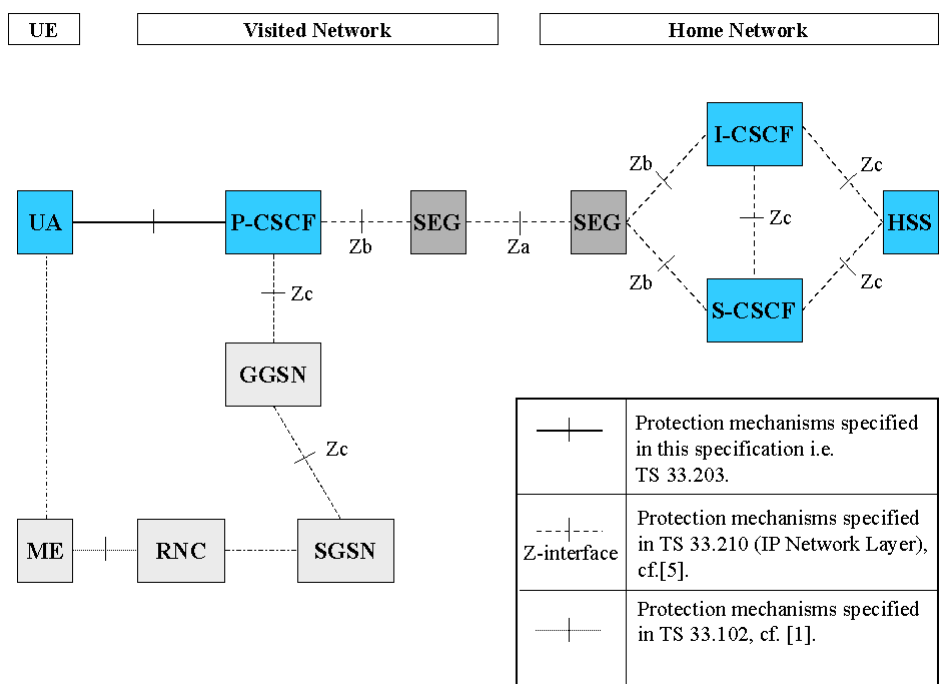 UE
Visited Network
Home Network
I-CSCF
Zb
Zc
UA
P-CSCF
SEG
SEG
Zc
HSS
Zb
Za
Zb
Zc
Zc
S-CSCF
GGSN
Zc
ME
RNC
SGSN
Protection mechanisms specified
in this specification i.e.
TS 33.203.
Z-interface
Protection mechanisms specified
in TS 33.210 (IP Network Layer),
cf.[5].
Protection mechanisms specified
in TS 33.102, cf. [1].